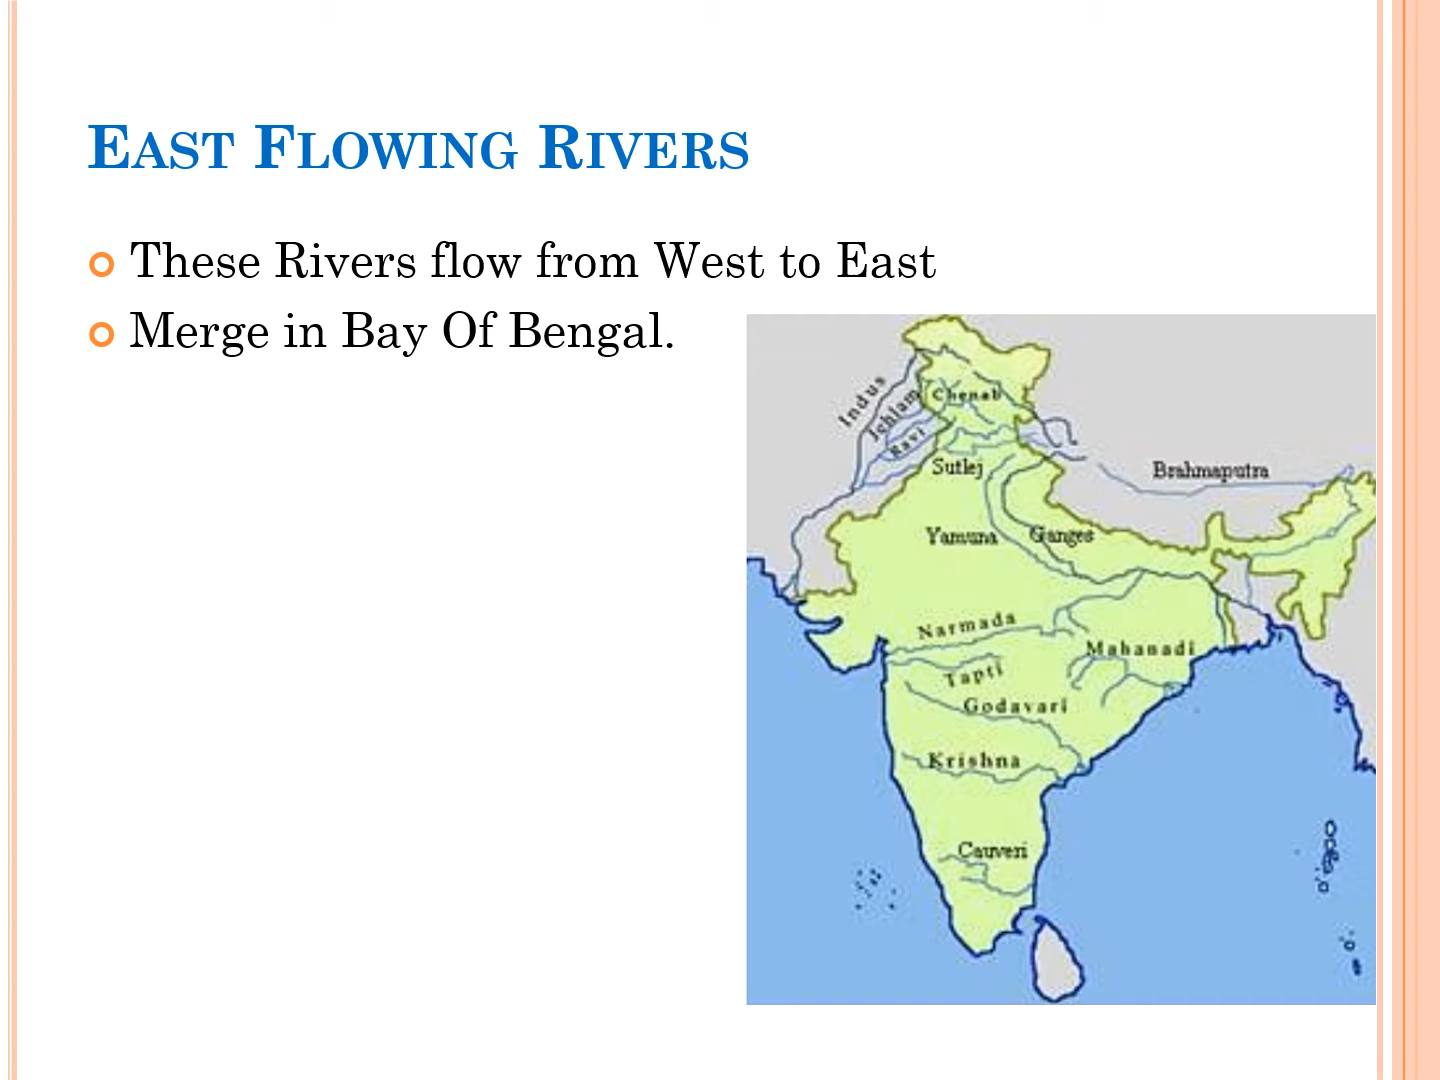 EAST FLOWING RIVERS
These Rivers flow from West to East
Merge in Bay Of Bengal.
Indus
Jehlam
Chenab
Ravi
Sutlej
Brahmaputra
Yamuna
Ganges
Narmada
Mahanadi
Tapti
Godavari
Krishna
Cauveri